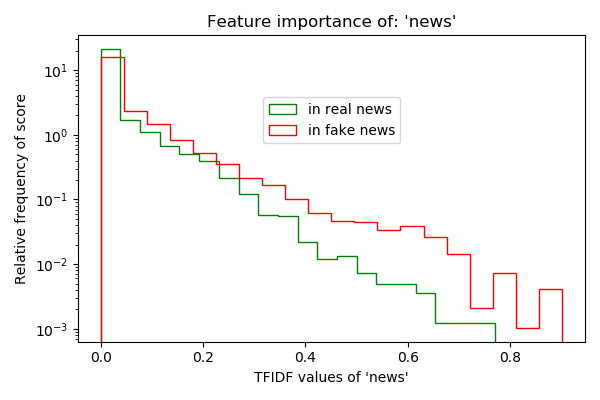 Feature importance of: 'news'
Relative frequency of score
10¹
10⁰
10⁻¹
10⁻²
10⁻³
in real news
in fake news
0.0 0.2 0.4 0.6 0.8
TFIDF values of 'news'